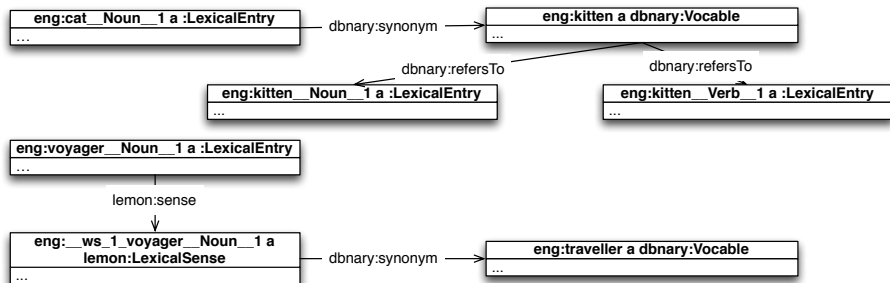 eng:cat__Noun__1 a :LexicalEntry
...
dbnary:synonym
eng:kitten a dbnary:Vocable
...
dbnary:refersTo
dbnary:refersTo
eng:kitten__Noun__1 a :LexicalEntry
...
eng:kitten__Verb__1 a :LexicalEntry
...
eng:voyager__Noun__1 a :LexicalEntry
...
lemon:sense
eng:__ws_1_voyager__Noun__1 a
lemon:LexicalSense
...
dbnary:synonym
eng:traveller a dbnary:Vocable
...